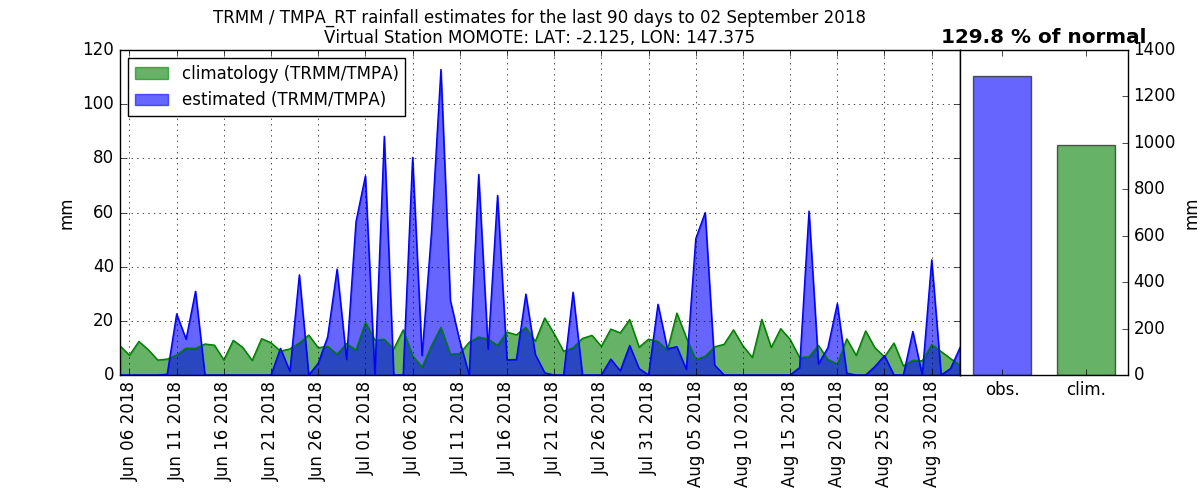 TRMM / TMPA_RT rainfall estimates for the last 90 days to 02 September 2018
Virtual Station MOMOTE: LAT: -2.125, LON: 147.375
129.8 % of normal
climatology (TRMM/TMPA)
estimated (TRMM/TMPA)
mm
120
100
80
60
40
20
0
Jun 06 2018
Jun 11 2018
Jun 16 2018
Jun 21 2018
Jun 26 2018
Jul 01 2018
Jul 06 2018
Jul 11 2018
Jul 16 2018
Jul 21 2018
Jul 26 2018
Jul 31 2018
Aug 05 2018
Aug 10 2018
Aug 15 2018
Aug 20 2018
Aug 25 2018
Aug 30 2018
obs.
clim.
1400
1200
1000
800
600
400
200
0
mm